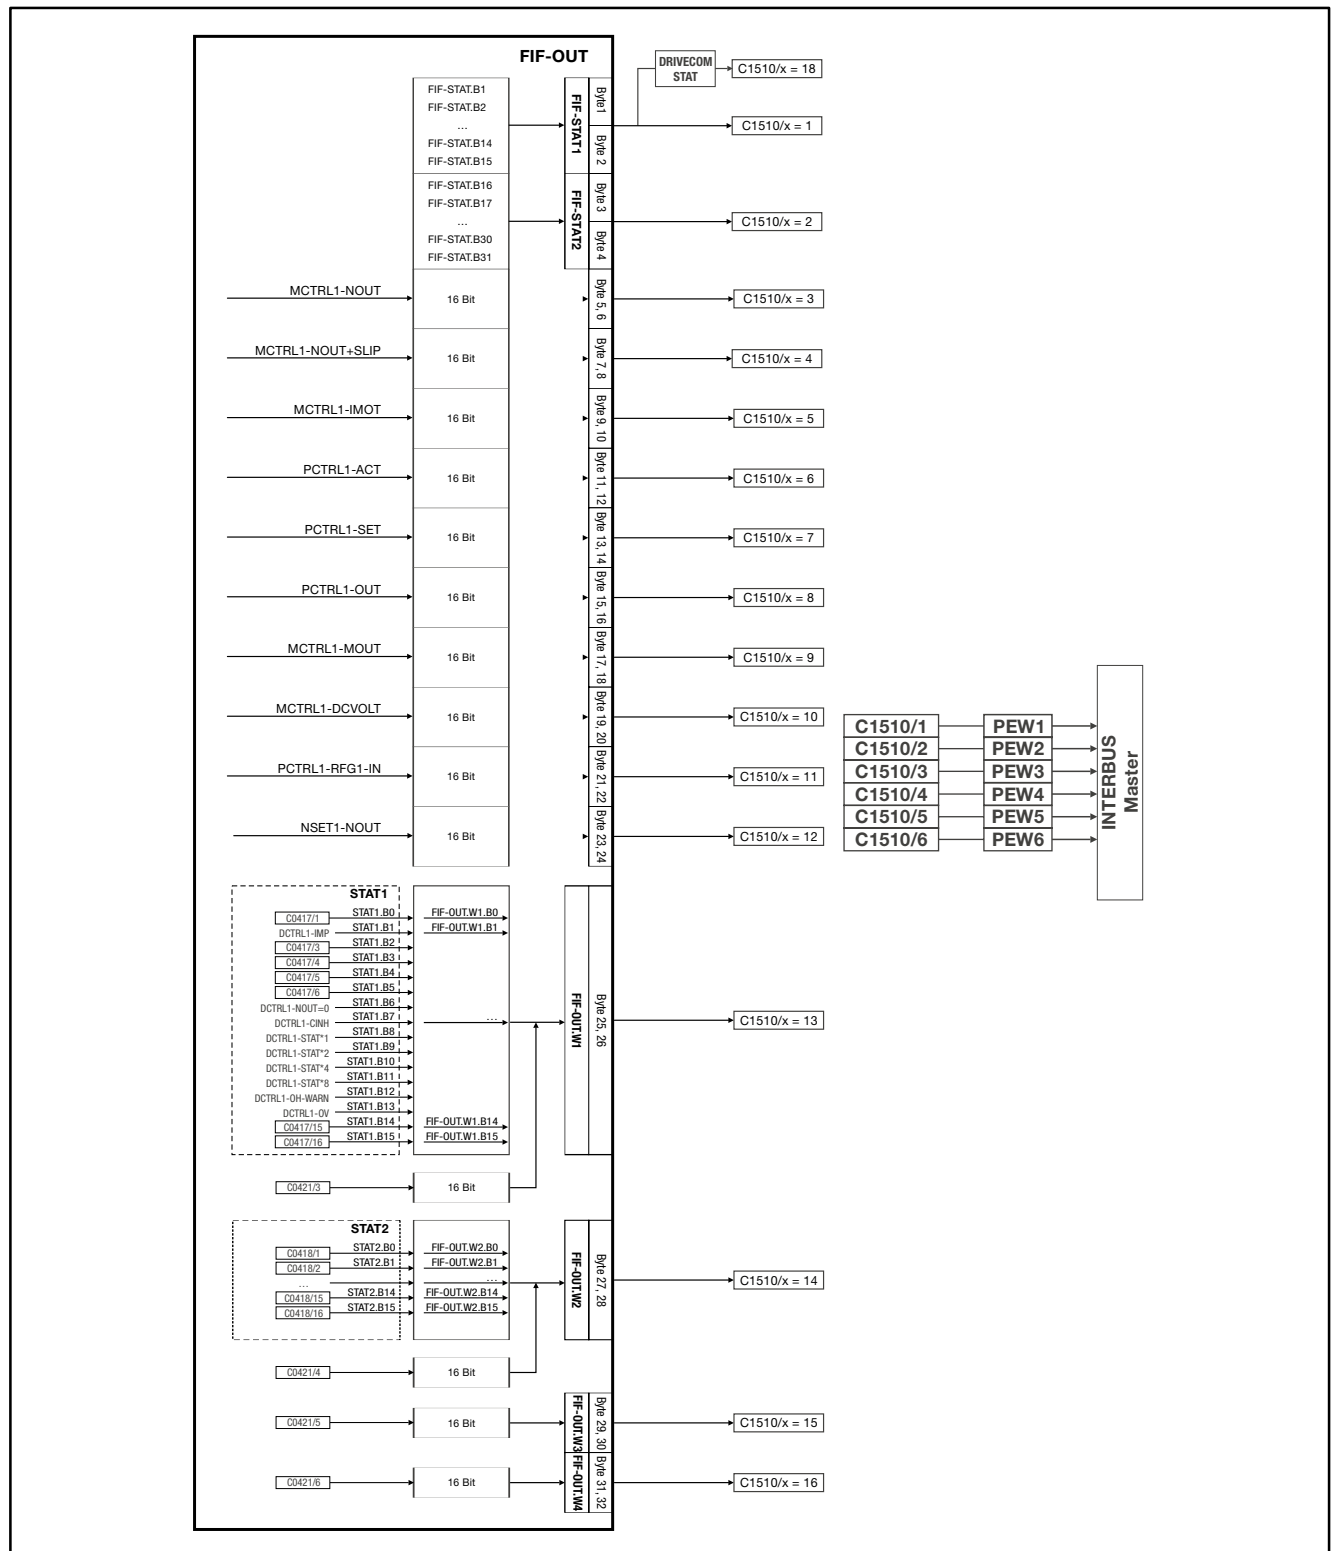 FIF-OUT
DRIVECOM
STAT
C1510/x = 18
FIF-STAT.B1
FIF-STAT.B2
...
FIF-STAT.B14
FIF-STAT.B15
FIF-STAT1
Byte1
Byte 2
C1510/x = 1
FIF-STAT.B16
FIF-STAT.B17
...
FIF-STAT.B30
FIF-STAT.B31
FIF-STAT2
Byte 3
Byte 4
C1510/x = 2
MCTRL1-NOUT
16 Bit
Byte 5, 6
C1510/x = 3
MCTRL1-NOUT+SLIP
16 Bit
Byte 7, 8
C1510/x = 4
MCTRL1-IMOT
16 Bit
Byte 9, 10
C1510/x = 5
PCTRL1-ACT
16 Bit
Byte 11, 12
C1510/x = 6
PCTRL1-SET
16 Bit
Byte 13, 14
C1510/x = 7
PCTRL1-OUT
16 Bit
Byte 15, 16
C1510/x = 8
MCTRL1-MOUT
16 Bit
Byte 17, 18
C1510/x = 9
MCTRL1-DCVOLT
16 Bit
Byte 19, 20
C1510/x = 10
PCTRL1-RFG1-IN
16 Bit
Byte 21, 22
C1510/x = 11
NSET1-NOUT
16 Bit
Byte 23, 24
C1510/x = 12
C1510/1 PEW1
C1510/2 PEW2
C1510/3 PEW3
C1510/4 PEW4
C1510/5 PEW5
C1510/6 PEW6
INTERBUS
Master
STAT1
C0417/1 STAT1.B0 FIF-OUT.W1.B0
DCTRL1-IMP STAT1.B1 FIF-OUT.W1.B1
C0417/3 STAT1.B2
C0417/4 STAT1.B3
C0417/5 STAT1.B4
C0417/6 STAT1.B5
DCTRL1-NOUT=0 STAT1.B6
DCTRL1-CINH STAT1.B7 ...
DCTRL1-STAT*1 STAT1.B8
DCTRL1-STAT*2 STAT1.B9
DCTRL1-STAT*4 STAT1.B10
DCTRL1-STAT*8 STAT1.B11
DCTRL1-OH-WARN STAT1.B12
DCTRL1-OV STAT1.B13
C0417/15 STAT1.B14 FIF-OUT.W1.B14
C0417/16 STAT1.B15 FIF-OUT.W1.B15
FIF-OUT.W1
Byte 25, 26
C1510/x = 13
C0421/3
16 Bit
STAT2
C0418/1 STAT2.B0 FIF-OUT.W2.B0
C0418/2 STAT2.B1 FIF-OUT.W2.B1
... ...
C0418/15 STAT2.B14 FIF-OUT.W2.B14
C0418/16 STAT2.B15 FIF-OUT.W2.B15
FIF-OUT.W2
Byte 27, 28
C1510/x = 14
C0421/4
16 Bit
C0421/5
16 Bit
FIF-OUT.W3
Byte 29, 30
C1510/x = 15
C0421/6
16 Bit
FIF-OUT.W4
Byte 31, 32
C1510/x = 16